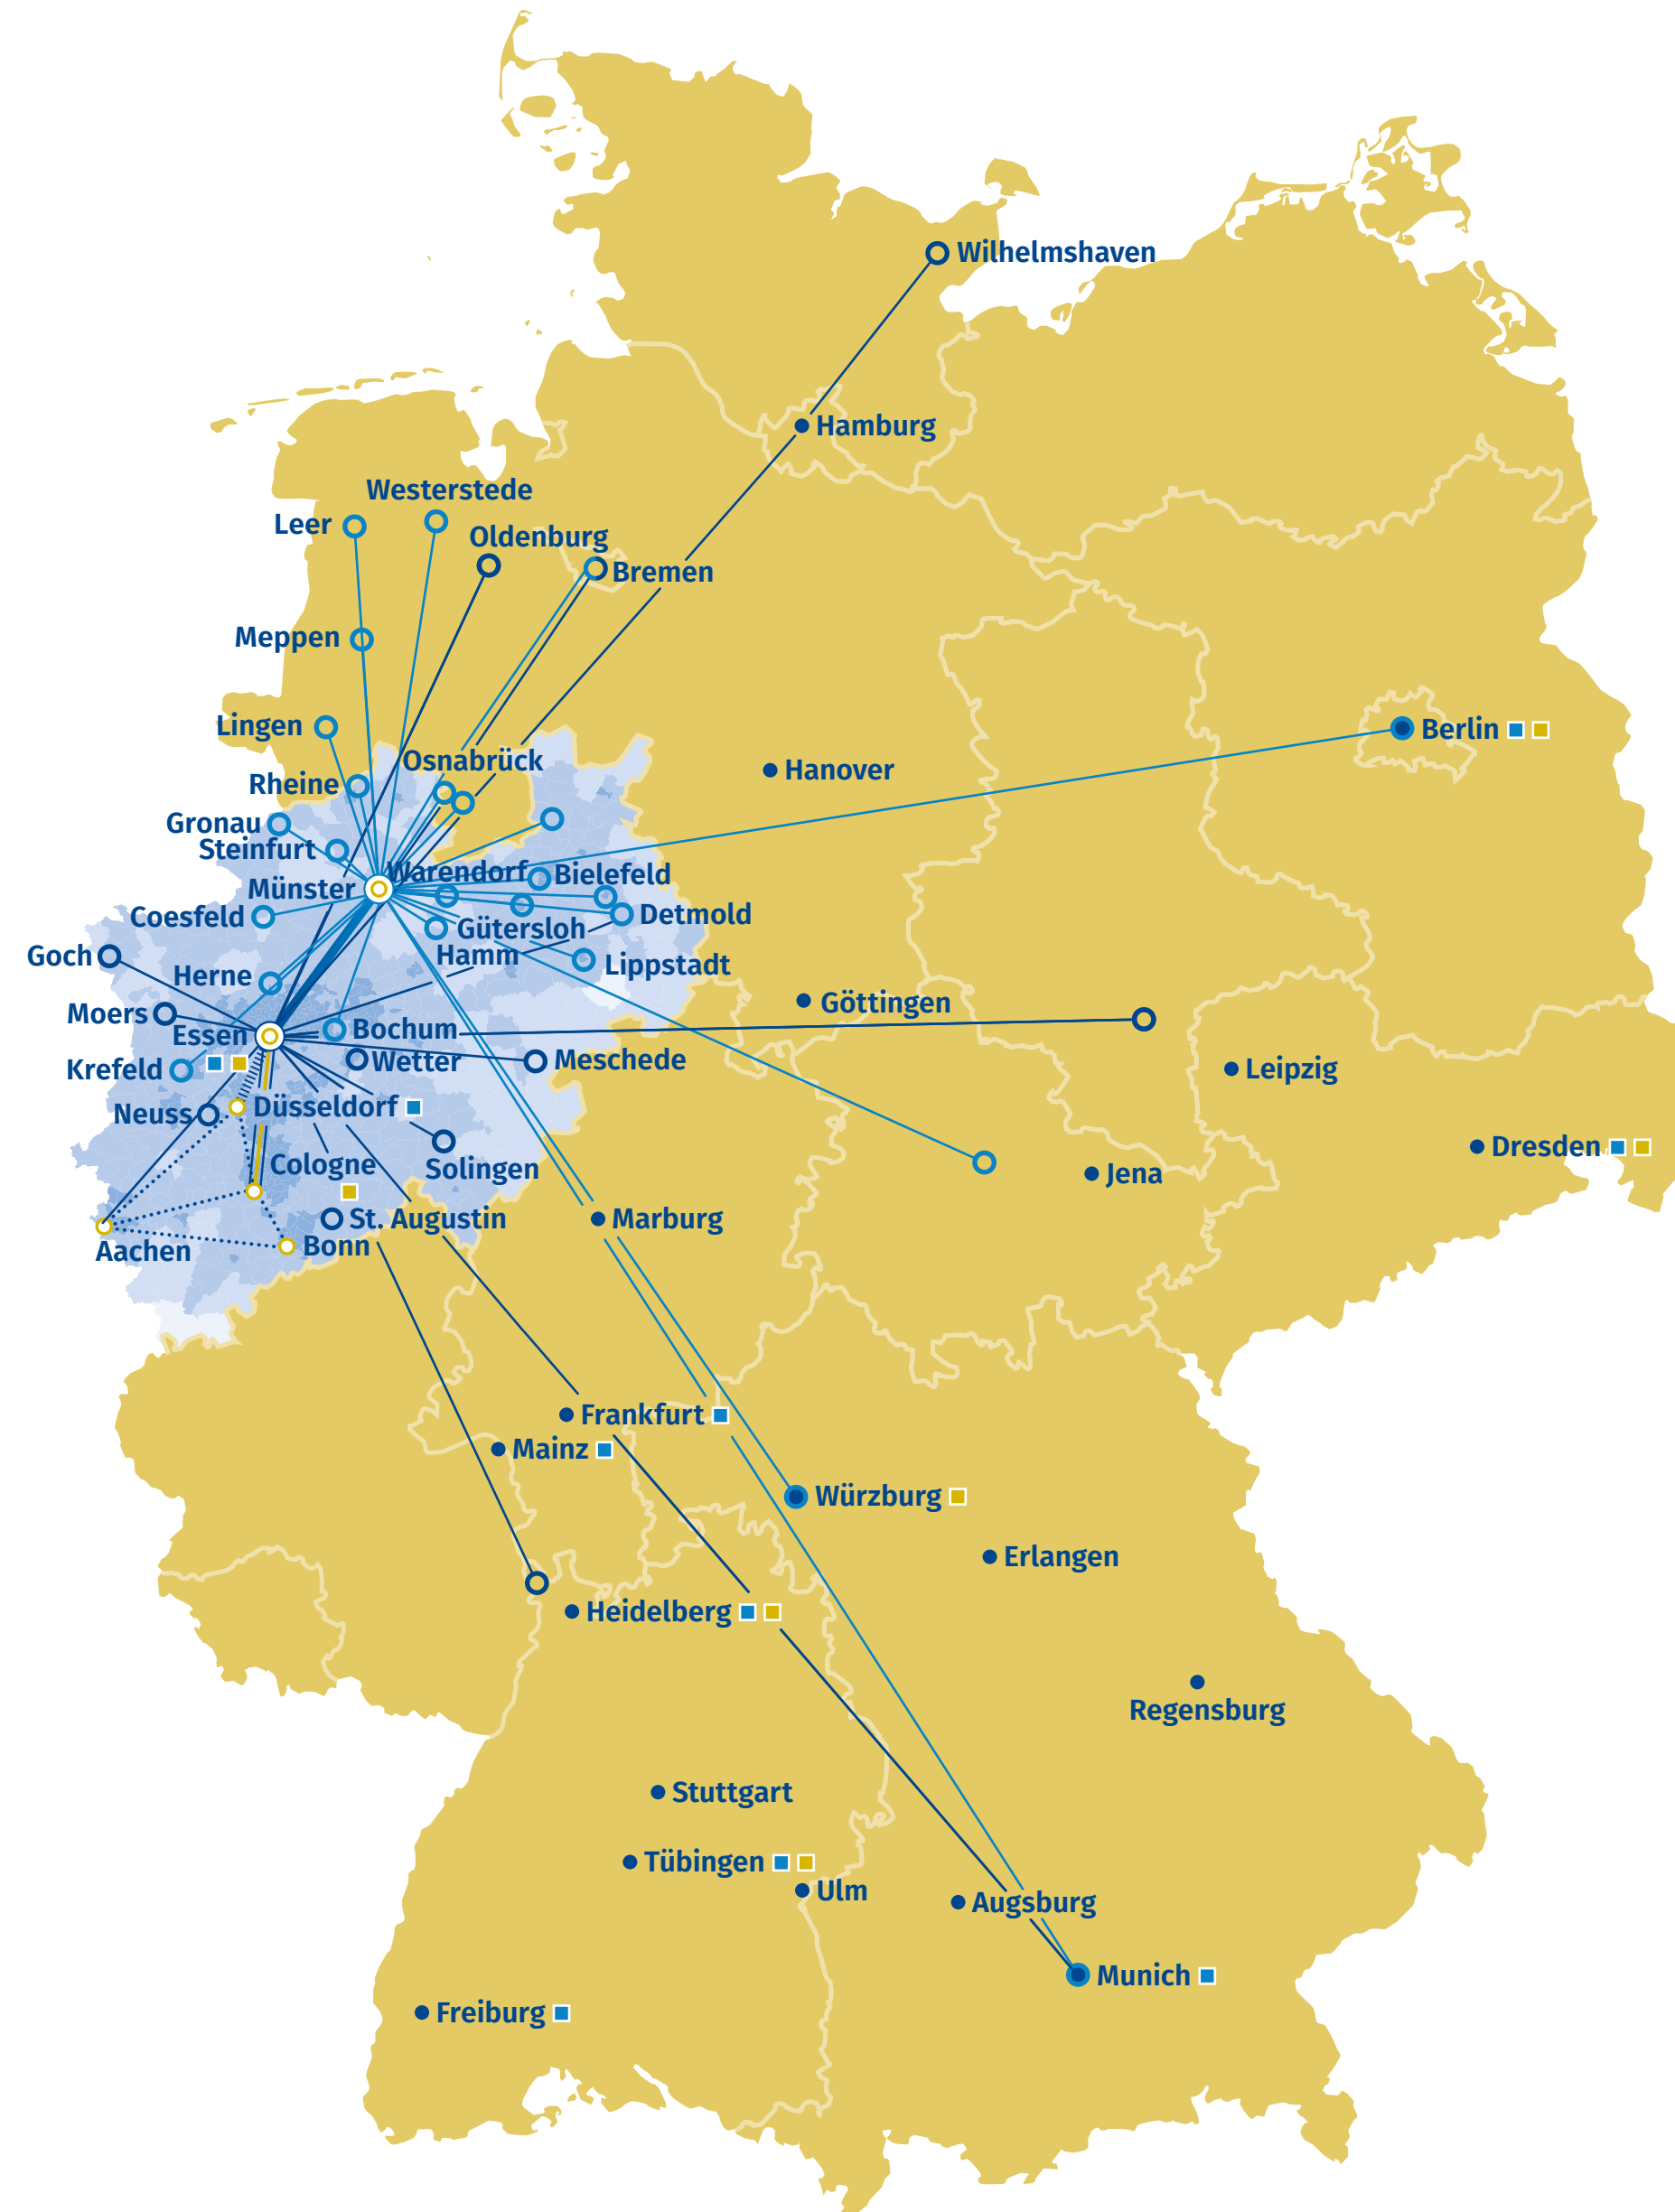 Wilhelmshaven
Hamburg
Westerstede
Leer
Oldenburg
Bremen
Meppen
Lingen
Berlin
Osnabrück
Hanover
Rheine
Gronau
Steinfurt
Warendorf
Bielefeld
Münster
Coesfeld
Detmold
Gütersloh
Goch
Hamm
Lippstadt
Herne
Göttingen
Moers
Essen
Bochum
Krefeld
Wetter
Meschede
Leipzig
Neuss
Düsseldorf
Dresden
Cologne
Solingen
Jena
St. Augustin
Marburg
Aachen
Bonn
Frankfurt
Mainz
Würzburg
Erlangen
Heidelberg
Regensburg
Stuttgart
Tübingen
Ulm
Augsburg
Munich
Freiburg